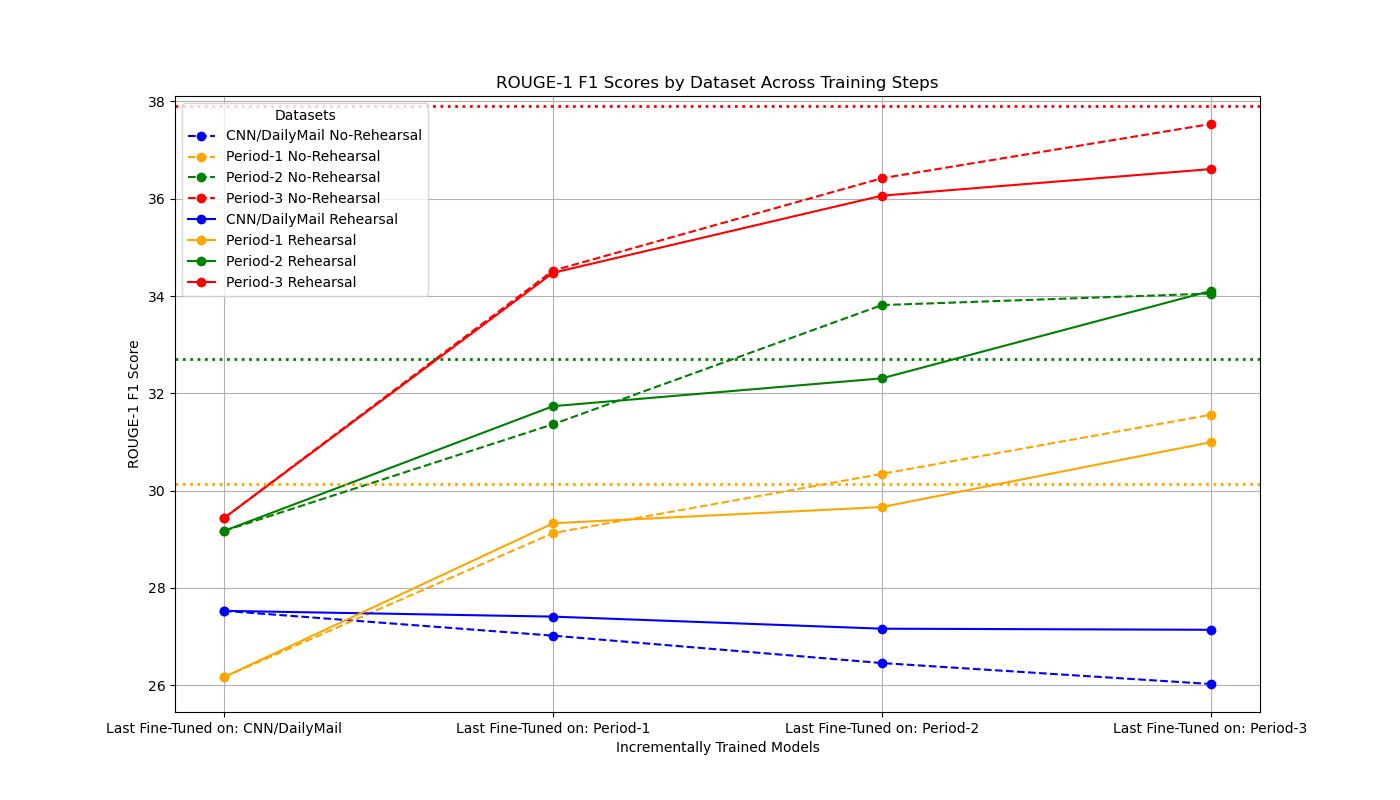 ROUGE-1 F1 Scores by Dataset Across Training Steps
38
36
34
32
30
28
26
ROUGE-1 F1 Score
Datasets
CNN/DailyMail No-Rehearsal
Period-1 No-Rehearsal
Period-2 No-Rehearsal
Period-3 No-Rehearsal
CNN/DailyMail Rehearsal
Period-1 Rehearsal
Period-2 Rehearsal
Period-3 Rehearsal
Last Fine-Tuned on: CNN/DailyMail
Last Fine-Tuned on: Period-1
Last Fine-Tuned on: Period-2
Last Fine-Tuned on: Period-3
Incrementally Trained Models